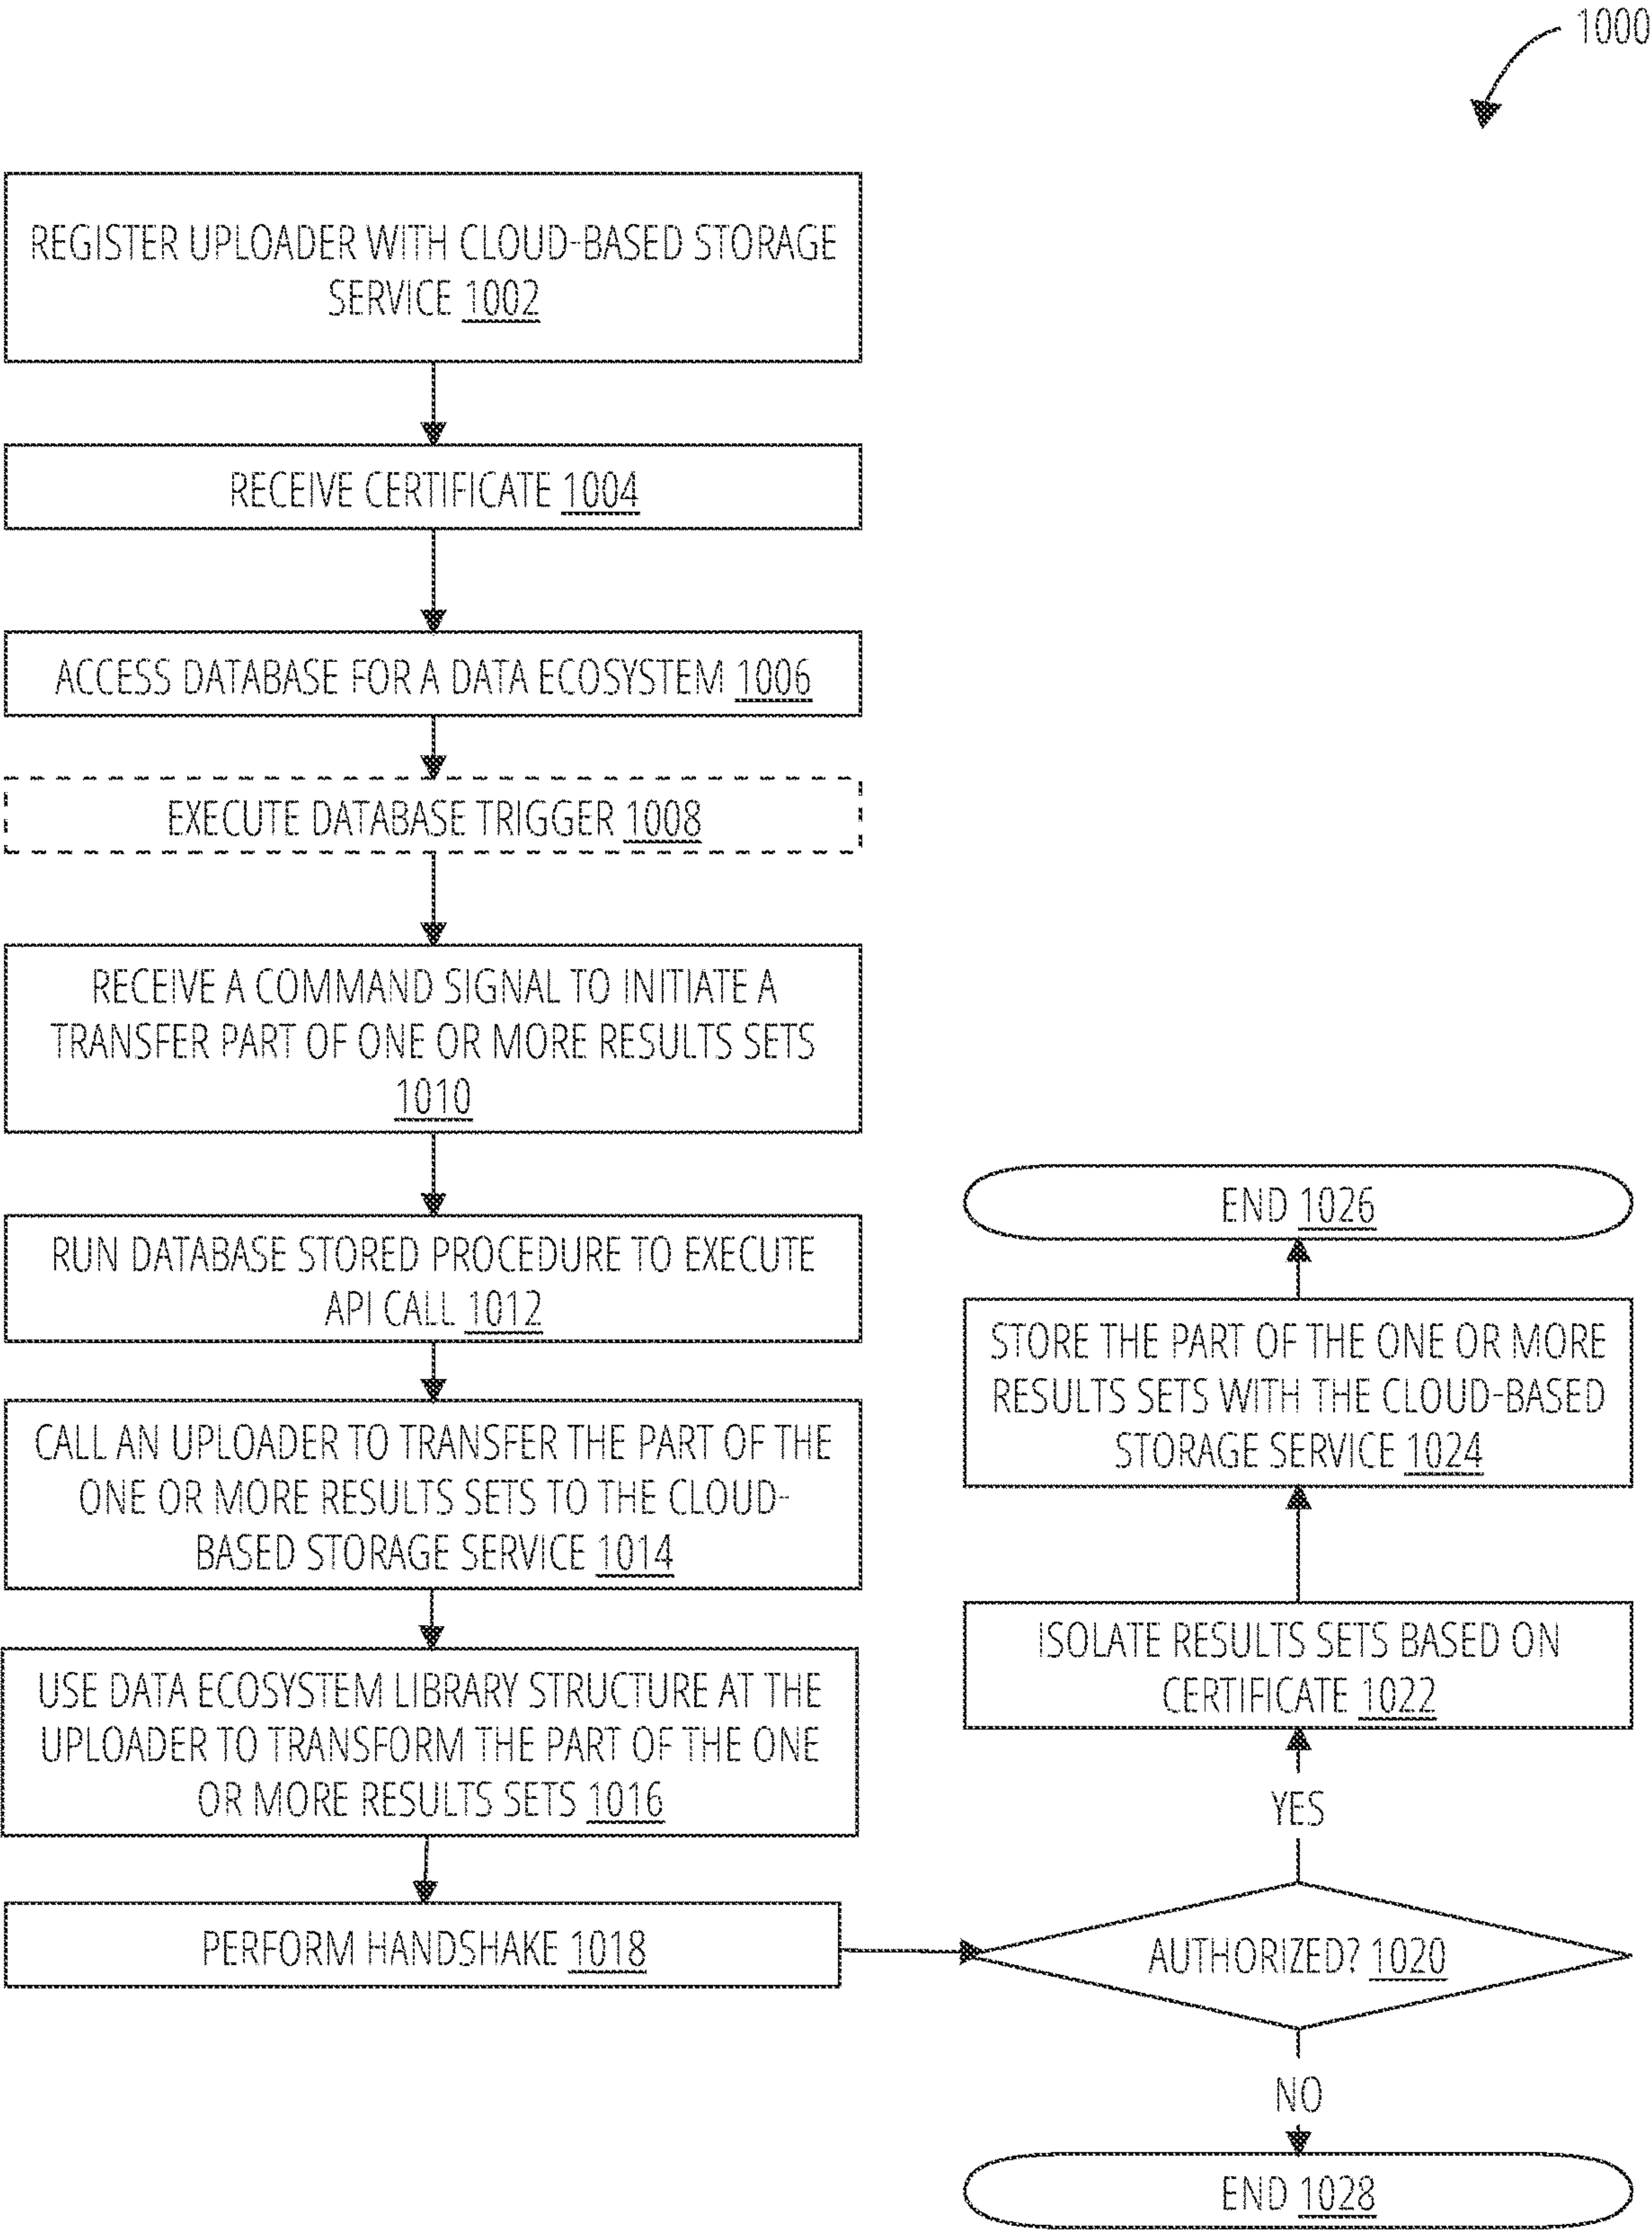 1000
REGISTER UPLOADER WITH CLOUD-BASED STORAGE
SERVICE 1002
RECEIVE CERTIFICATE 1004
ACCESS DATABASE FOR A DATA ECOSYSTEM 1006
EXECUTE DATABASE TRIGGER 1008
RECEIVE A COMMAND SIGNAL TO INITIATE A
TRANSFER PART OF ONE OR MORE RESULTS SETS
1010
RUN DATABASE STORED PROCEDURE TO EXECUTE
API CALL 1012
CALL AN UPLOADER TO TRANSFER THE PART OF THE
ONE OR MORE RESULTS SETS TO THE CLOUD-
BASED STORAGE SERVICE 1014
USE DATA ECOSYSTEM LIBRARY STRUCTURE AT THE
UPLOADER TO TRANSFORM THE PART OF THE ONE
OR MORE RESULTS SETS 1016
PERFORM HANDSHAKE 1018
AUTHORIZED? 1020
YES
ISOLATE RESULTS SETS BASED ON
CERTIFICATE 1022
STORE THE PART OF THE ONE OR MORE
RESULTS SETS WITH THE CLOUD-BASED
STORAGE SERVICE 1024
END 1026
NO
END 1028